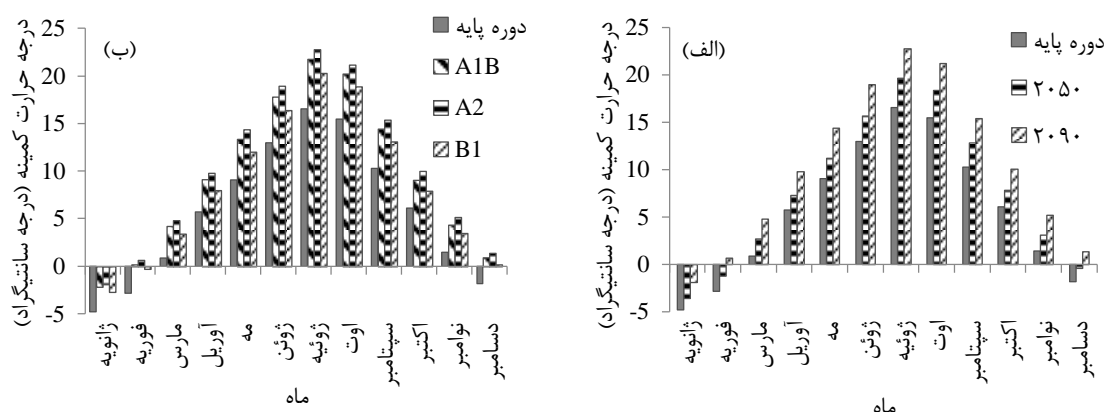 (الف)
درجه حرارت کمینه (درجه سانتیگراد)
25
20
15
10
5
0
-5
دوره پایه
۲۰۵۰
۲۰۹۰
ژانویه
فوریه
مارس
آوریل
مه
ژوئن
ژوئیه
اوت
سپتامبر
اکتبر
نوامبر
دسامبر
ماه
(ب)
درجه حرارت کمینه (درجه سانتیگراد)
25
20
15
10
5
0
-5
دوره پایه
A1B
A2
B1
ژانویه
فوریه
مارس
آوریل
مه
ژوئن
ژوئیه
اوت
سپتامبر
اکتبر
نوامبر
دسامبر
ماه